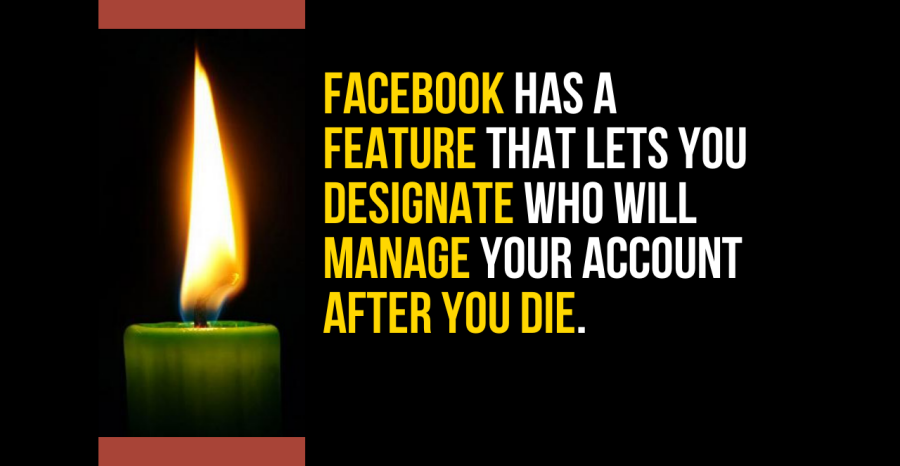 FACEBOOK HAS A
FEATURE THAT LETS YOU
DESIGNATE WHO WILL
MANAGE YOUR ACCOUNT
AFTER YOU DIE.